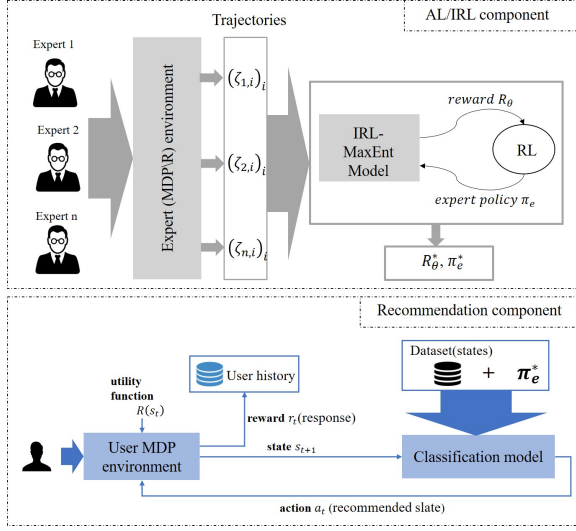 Trajectories
AL/IRL component
Expert 1
Expert 2
Expert n
Expert (MDP\R) environment
(ζ1,i)i
(ζ2,i)i
(ζn,i)i
IRL-
MaxEnt
Model
reward Rθ
RL
expert policy πe
R*θ, π*e
Recommendation component
Dataset(states)
+ π*e
User history
utility
function
R(st)
reward rt(response)
User MDP
environment
state st+1
Classification model
action at (recommended slate)